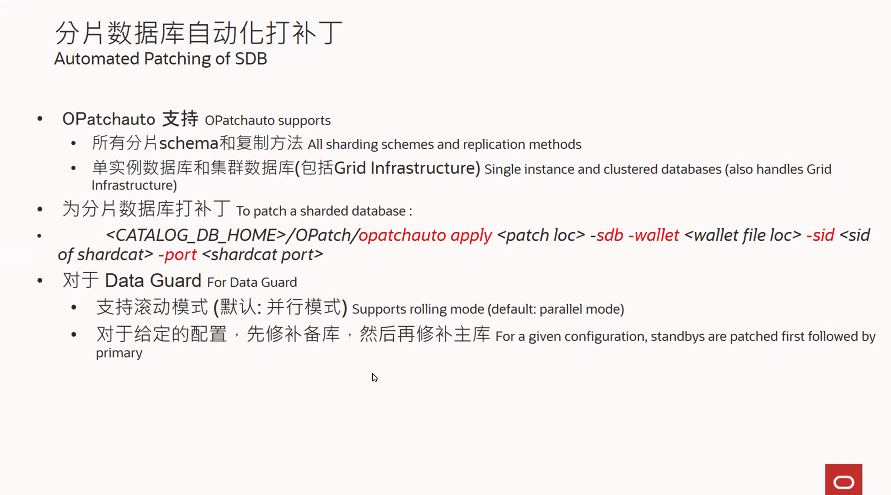 分片数据库自动化打补丁
Automated Patching of SDB
• OPatchauto 支持 OPatchauto supports
• 所有分片schema和复制方法 All sharding schemes and replication methods
• 单实例数据库和集群数据库(包括Grid Infrastructure) Single instance and clustered databases (also handles Grid
Infrastructure)
• 为分片数据库打补丁 To patch a sharded database :
• <CATALOG_DB_HOME>/OPatch/opatchauto apply <patch loc> -sdb -wallet <wallet file loc> -sid <sid
of shardcat> -port <shardcat port>
• 对于 Data Guard For Data Guard
• 支持滚动模式 (默认: 并行模式) Supports rolling mode (default: parallel mode)
• 对于给定的配置，先修补备库，然后再修补主库 For a given configuration, standbys are patched first followed by
primary